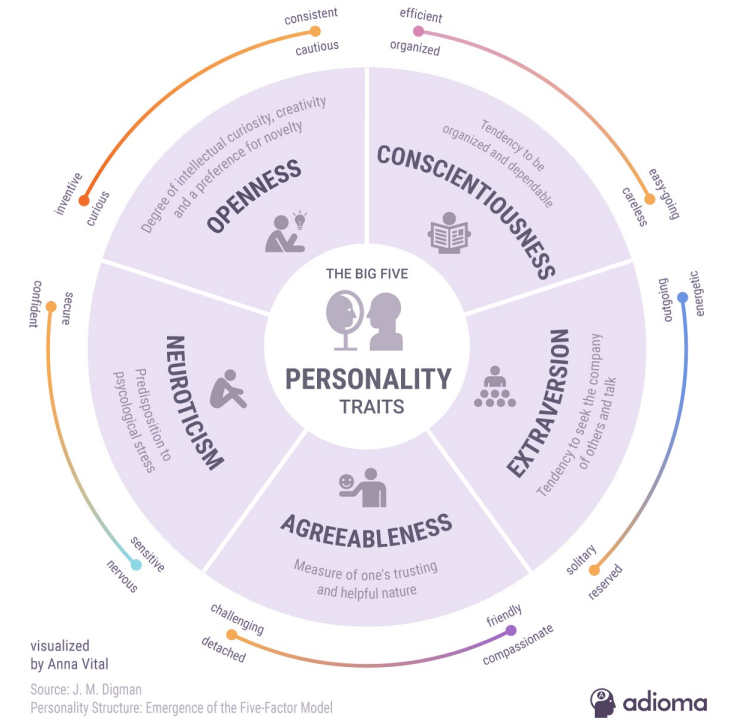 consistent
cautious
efficient
organized
inventive
curious
Degree of intellectual curiosity, creativity
and a preference for novelty
OPENNESS
Tendency to be
organized and dependable
CONSCIENTIOUSNESS
easy-going
careless
THE BIG FIVE
PERSONALITY
TRAITS
confident
secure
NEUROTICISM
Predisposition to
psycological stress
sensitive
nervous
energetic
outgoing
EXTRAVERSION
Tendency to seek the company
of others and talk
solitary
reserved
AGREEABLENESS
Measure of one's trusting
and helpful nature
challenging
detached
friendly
compassionate
visualized
by Anna Vital
Source: J. M. Digman
Personality Structure: Emergence of the Five-Factor Model
adioma